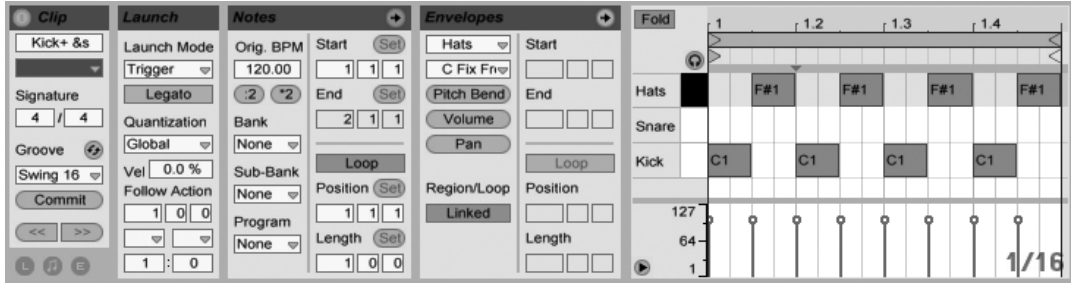 Clip
Kick+ &s
Signature
4 / 4
Groove
Swing 16
Commit
<< >>
L E
Launch
Launch Mode
Trigger
Legato
Quantization
Global
Vel 0.0 %
Follow Action
1 0 0
1 : 0
Notes
Orig. BPM
120.00
:2 *2
Bank
None
Sub-Bank
None
Program
None
Start Set
1 1 1
End Set
2 1 1
Loop
Position Set
1 1 1
Length Set
1 0 0
Envelopes
Hats
C Fix Fre
Pitch Bend
Volume
Pan
Region/Loop
Linked
Start
End
Loop
Position
Length
Fold 1 1.2 1.3 1.4
Hats F#1 F#1 F#1 F#1
Snare
Kick C1 C1 C1 C1
127
64
1 1/16